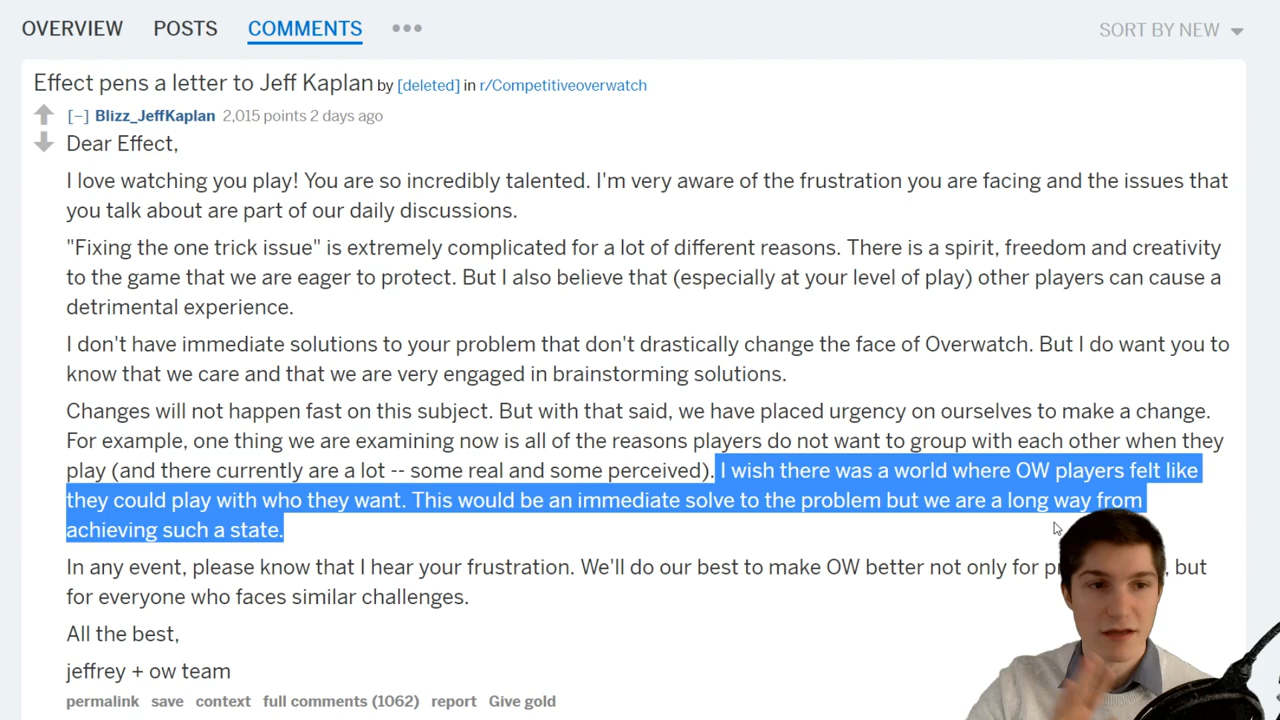 OVERVIEW POSTS COMMENTS ••• SORT BY NEW
Effect pens a letter to Jeff Kaplan by [deleted] in r/Competitiveoverwatch
[–] Blizz_JeffKaplan 2,015 points 2 days ago
Dear Effect,
I love watching you play! You are so incredibly talented. I'm very aware of the frustration you are facing and the issues that
you talk about are part of our daily discussions.
"Fixing the one trick issue" is extremely complicated for a lot of different reasons. There is a spirit, freedom and creativity
to the game that we are eager to protect. But I also believe that (especially at your level of play) other players can cause a
detrimental experience.
I don't have immediate solutions to your problem that don't drastically change the face of Overwatch. But I do want you to
know that we care and that we are very engaged in brainstorming solutions.
Changes will not happen fast on this subject. But with that said, we have placed urgency on ourselves to make a change.
For example, one thing we are examining now is all of the reasons players do not want to group with each other when they
play (and there currently are a lot -- some real and some perceived). I wish there was a world where OW players felt like
they could play with who they want. This would be an immediate solve to the problem but we are a long way from
achieving such a state.
In any event, please know that I hear your frustration. We'll do our best to make OW better not only for , but
for everyone who faces similar challenges.
All the best,
jeffrey + ow team
permalink save context full comments (1062) report Give gold